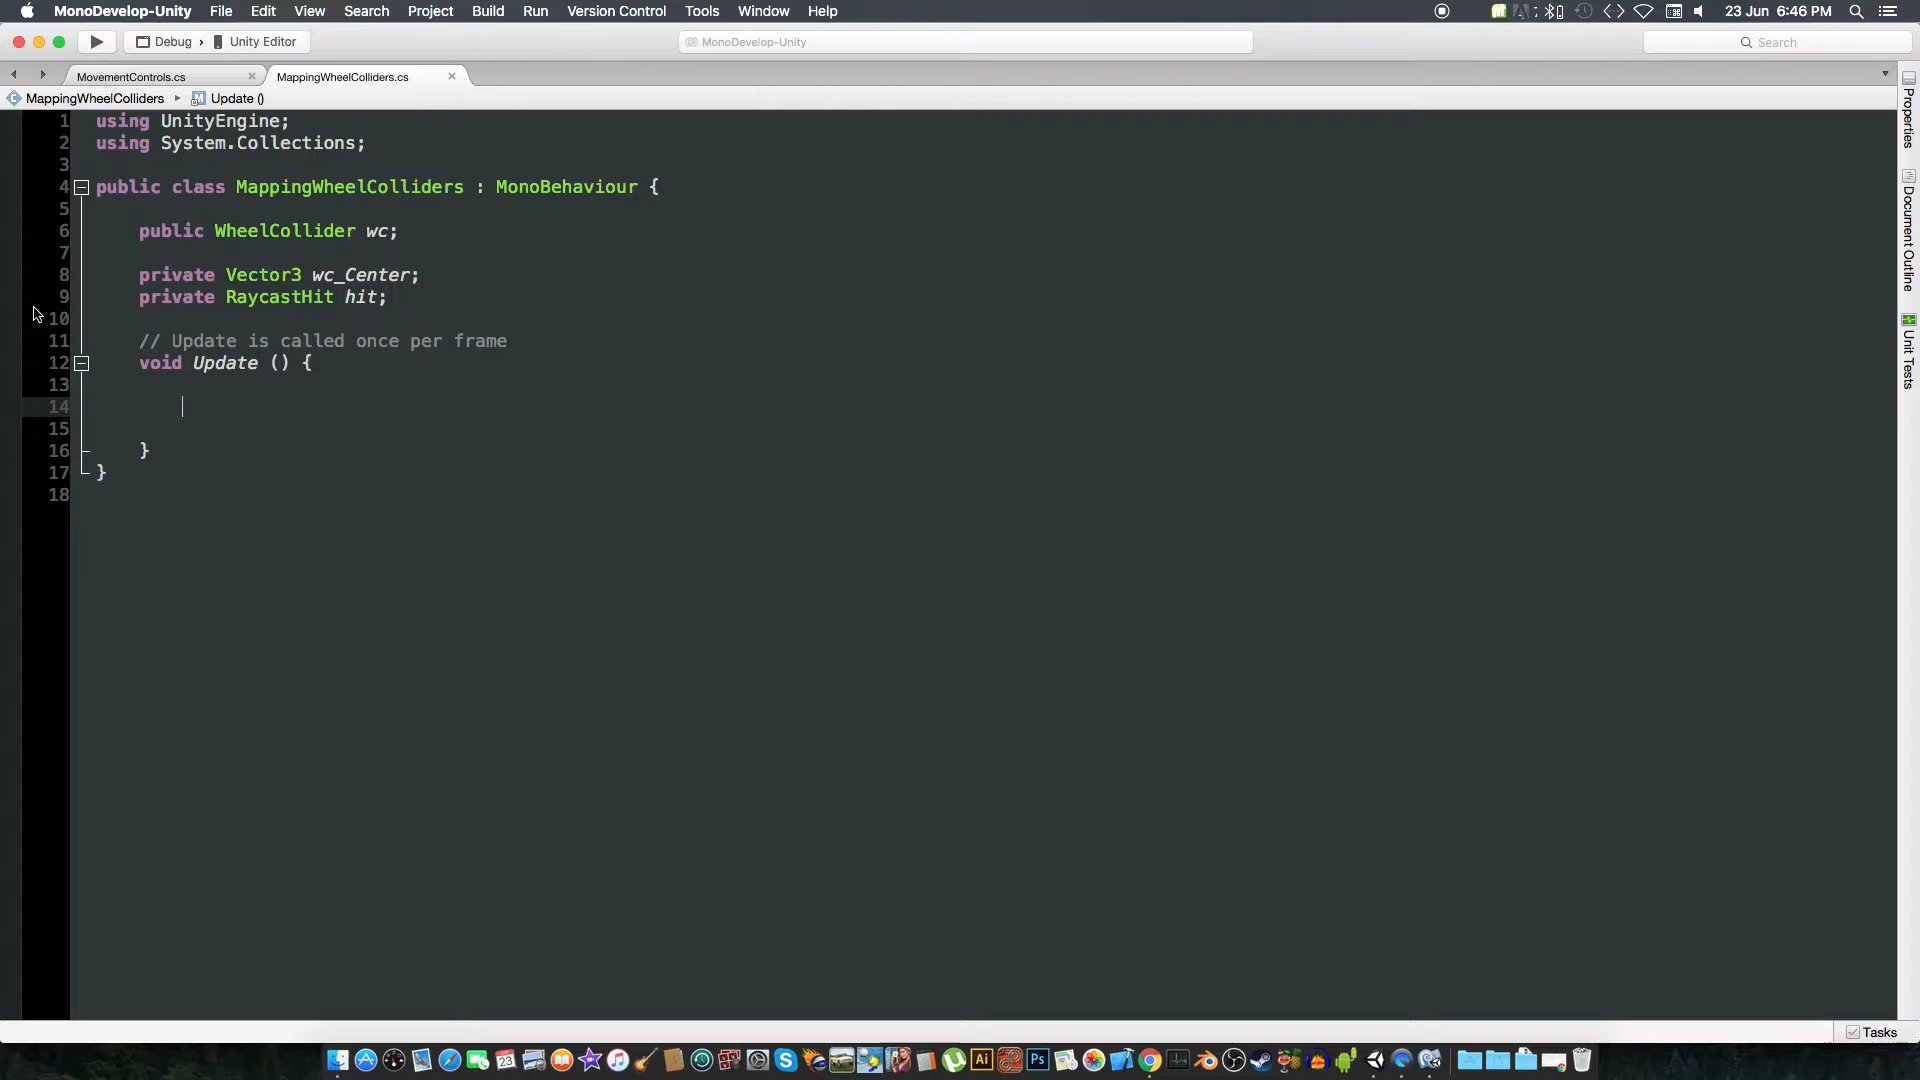 MonoDevelop-Unity File Edit View Search Project Build Run Version Control Tools Window Help 23 Jun 6:46 PM
Debug › Unity Editor MonoDevelop-Unity Search
MovementControls.cs MappingWheelColliders.cs
MappingWheelColliders Update ()
1 using UnityEngine;
2 using System.Collections;
3
4 public class MappingWheelColliders : MonoBehaviour {
5
6 public WheelCollider wc;
7
8 private Vector3 wc_Center;
9 private RaycastHit hit;
10
11 // Update is called once per frame
12 void Update () {
13
14
15
16 }
17 }
18
Properties
Document Outline
Unit Tests
Tasks
23 S Ai Ps